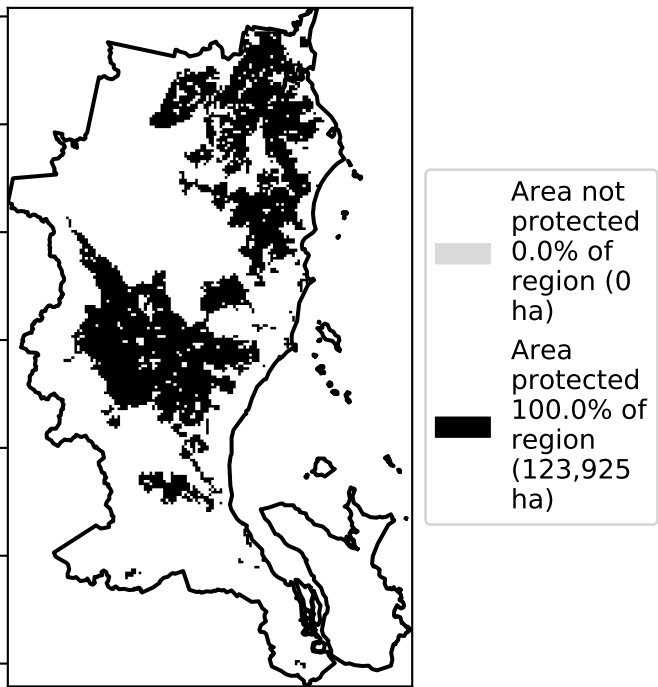 Area not
protected
0.0% of
region (0
ha)
Area
protected
100.0% of
region
(123,925
ha)